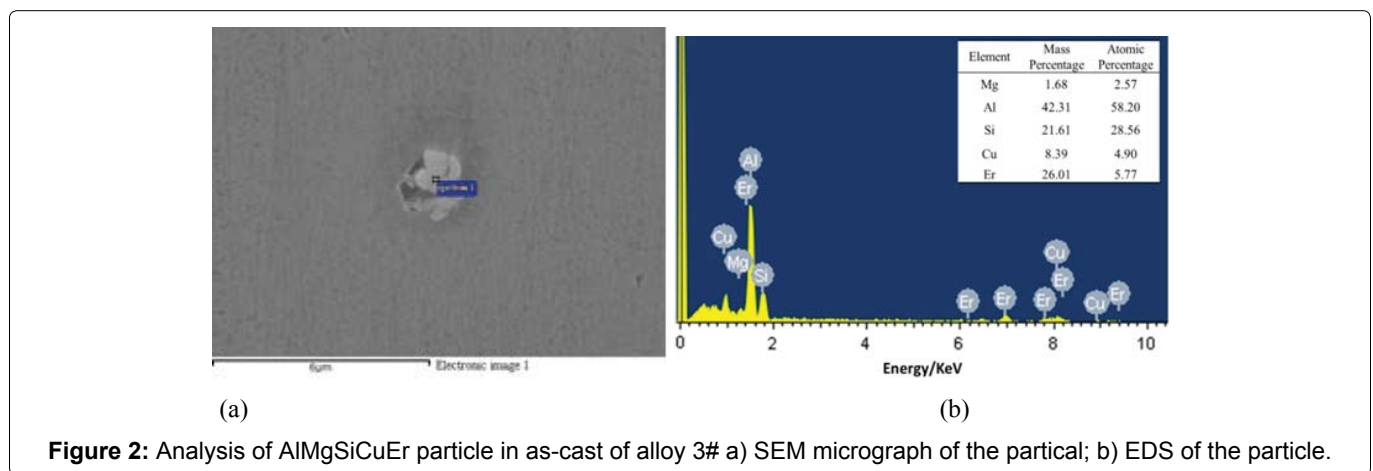 6μm
Electronic image 1
(a)
Element Mass Percentage Atomic Percentage
Mg 1.68 2.57
Al 42.31 58.20
Si 21.61 28.56
Cu 8.39 4.90
Er 26.01 5.77
Al
Er
Cu
Mg
Si
Cu
Er
Er
Er
Er
Cu
Er
0 2 4 6 8 10
Energy/KeV
(b)
Figure 2: Analysis of AlMgSiCuEr particle in as-cast of alloy 3# a) SEM micrograph of the partical; b) EDS of the particle.